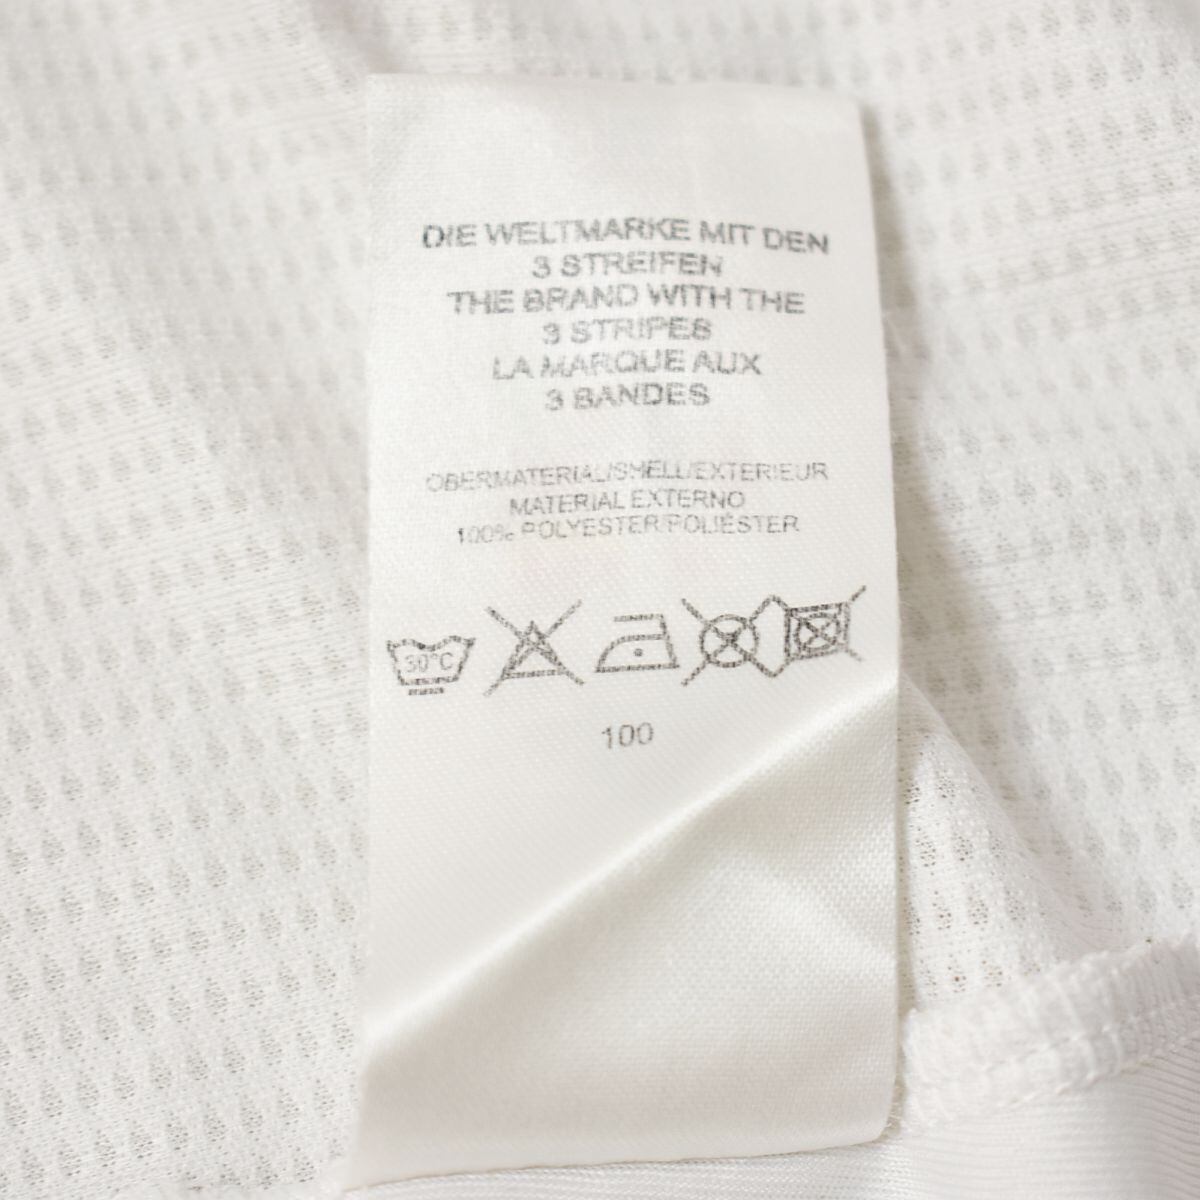 DIE WELTMARKE MIT DEN
3 STREIFEN
THE BRAND WITH THE
3 STRIPES
LA MARQUE AUX
3 BANDES
OBERMATERIAL/SHELL/EXTERIEUR
MATERIAL EXTERNO
100% POLYESTER/POLIÉSTER
30°C
100